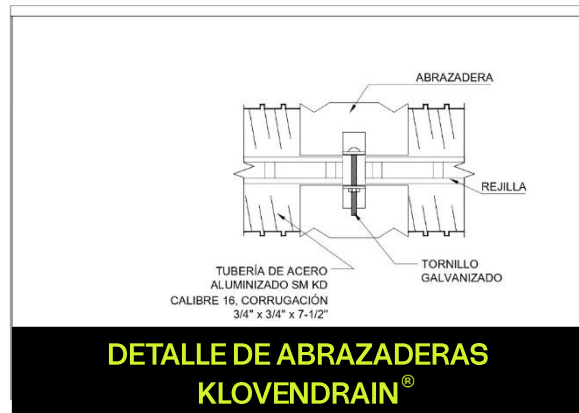 ABRAZADERA
REJILLA
TORNILLO
GALVANIZADO
TUBERÍA DE ACERO
ALUMINIZADO SM KD
CALIBRE 16, CORRUGACIÓN
3/4" x 3/4" x 7-1/2"
DETALLE DE ABRAZADERAS
KLOVENDRAIN®